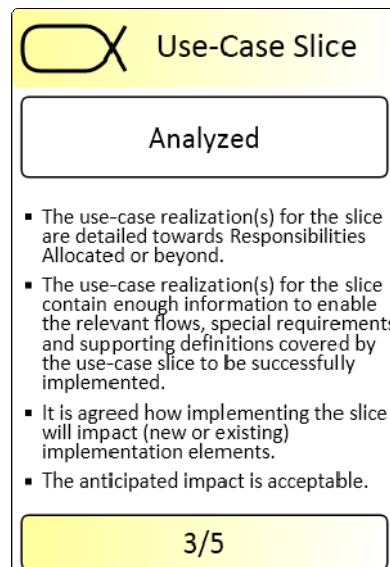 Use-Case Slice
Analyzed
▪ The use-case realization(s) for the slice
are detailed towards Responsibilities
Allocated or beyond.
▪ The use-case realization(s) for the slice
contain enough information to enable
the relevant flows, special requirements
and supporting definitions covered by
the use-case slice to be successfully
implemented.
▪ It is agreed how implementing the slice
will impact (new or existing)
implementation elements.
▪ The anticipated impact is acceptable.
3/5